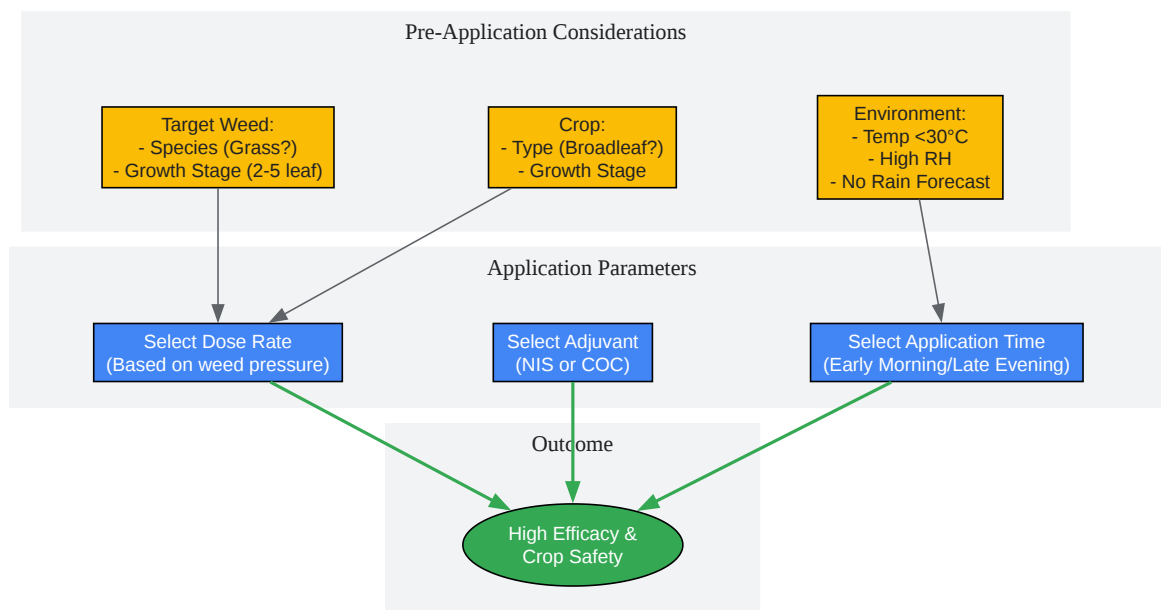 Pre-Application Considerations
Target Weed:
- Species (Grass?)
- Growth Stage (2-5 leaf)
Crop:
- Type (Broadleaf?)
- Growth Stage
Environment:
- Temp <30°C
- High RH
- No Rain Forecast
Application Parameters
Select Dose Rate
(Based on weed pressure)
Select Adjuvant
(NIS or COC)
Select Application Time
(Early Morning/Late Evening)
Outcome
High Efficacy &
Crop Safety